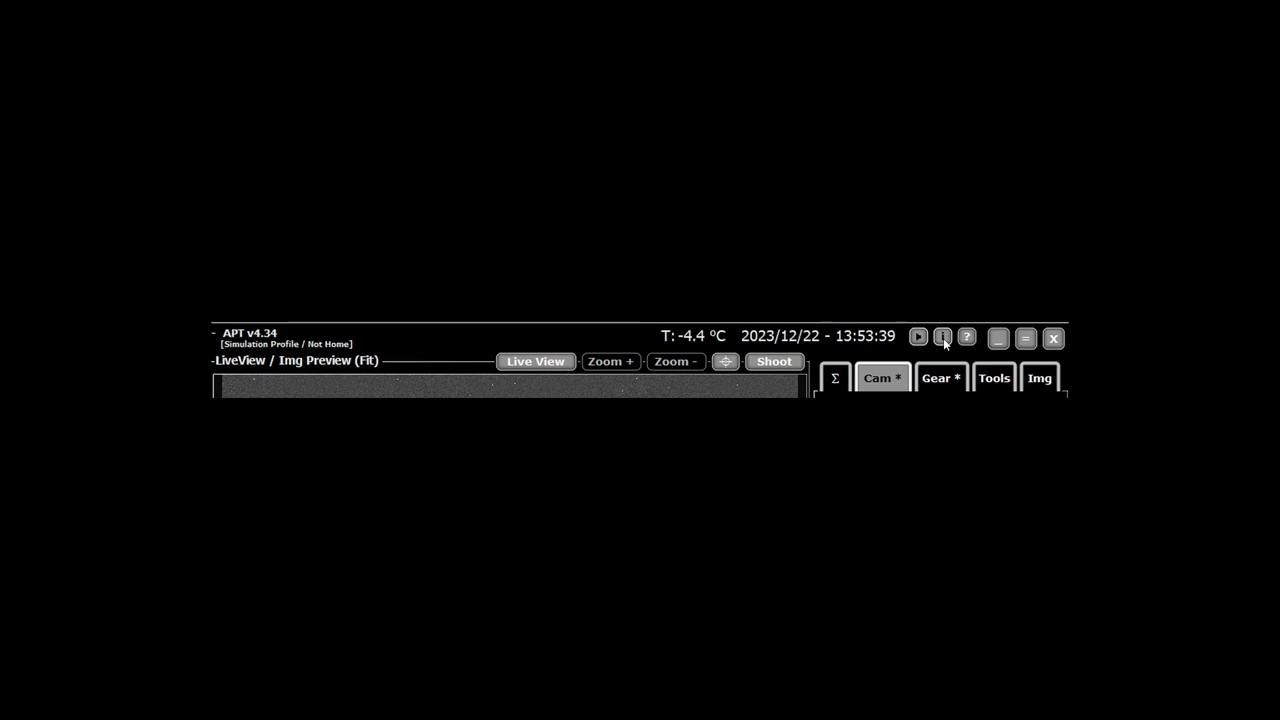 - APT v4.34 T: -4.4 ºC 2023/12/22 - 13:53:39 i ? _ = x
[Simulation Profile / Not Home]
-LiveView / Img Preview (Fit) Live View Zoom + Zoom - Shoot
Σ Cam * Gear * Tools Img